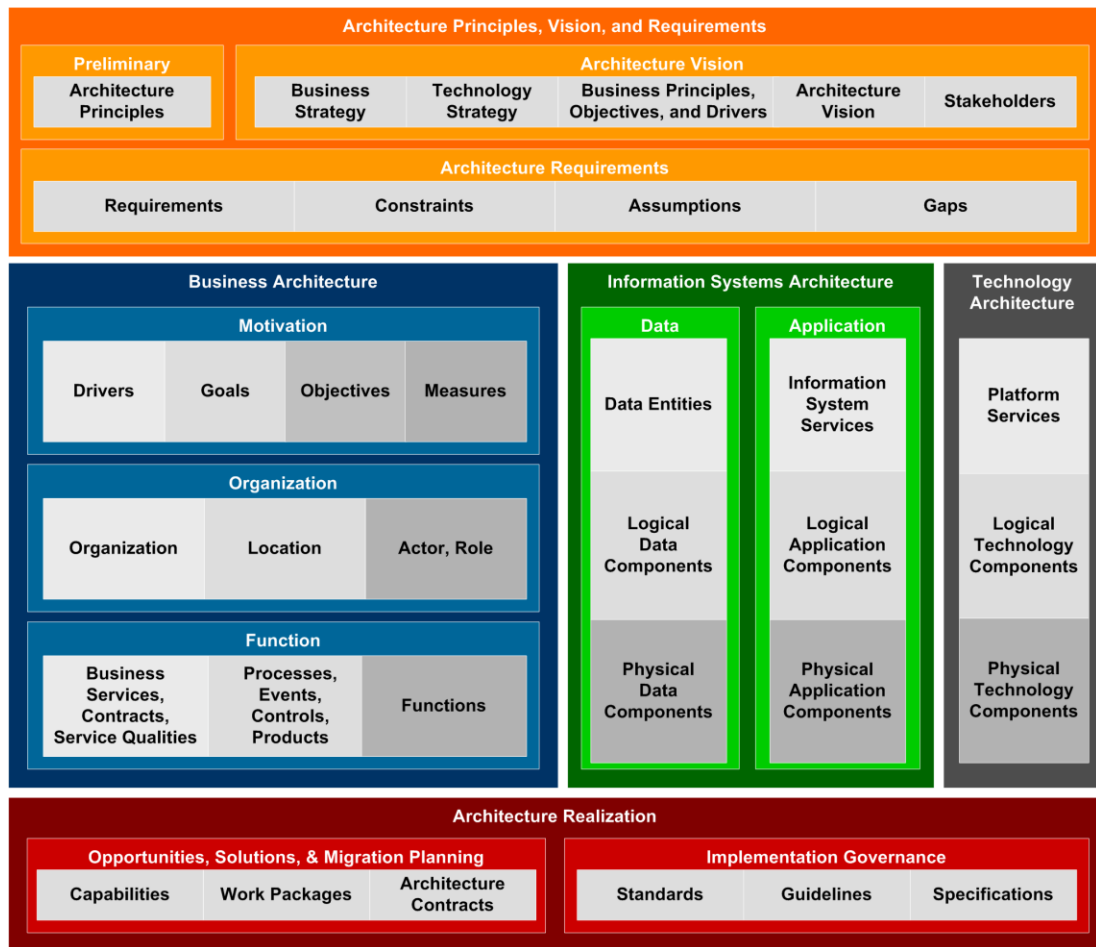 Architecture Principles, Vision, and Requirements
Preliminary
Architecture
Principles
Architecture Vision
Business
Strategy
Technology
Strategy
Business Principles,
Objectives, and Drivers
Architecture
Vision
Stakeholders
Architecture Requirements
Requirements
Constraints
Assumptions
Gaps
Business Architecture
Motivation
Drivers
Goals
Objectives
Measures
Organization
Organization
Location
Actor, Role
Function
Business
Services,
Contracts,
Service Qualities
Processes,
Events,
Controls,
Products
Functions
Information Systems Architecture
Data
Data Entities
Logical
Data
Components
Physical
Data
Components
Application
Information
System
Services
Logical
Application
Components
Physical
Application
Components
Technology
Architecture
Platform
Services
Logical
Technology
Components
Physical
Technology
Components
Architecture Realization
Opportunities, Solutions, & Migration Planning
Capabilities
Work Packages
Architecture
Contracts
Implementation Governance
Standards
Guidelines
Specifications